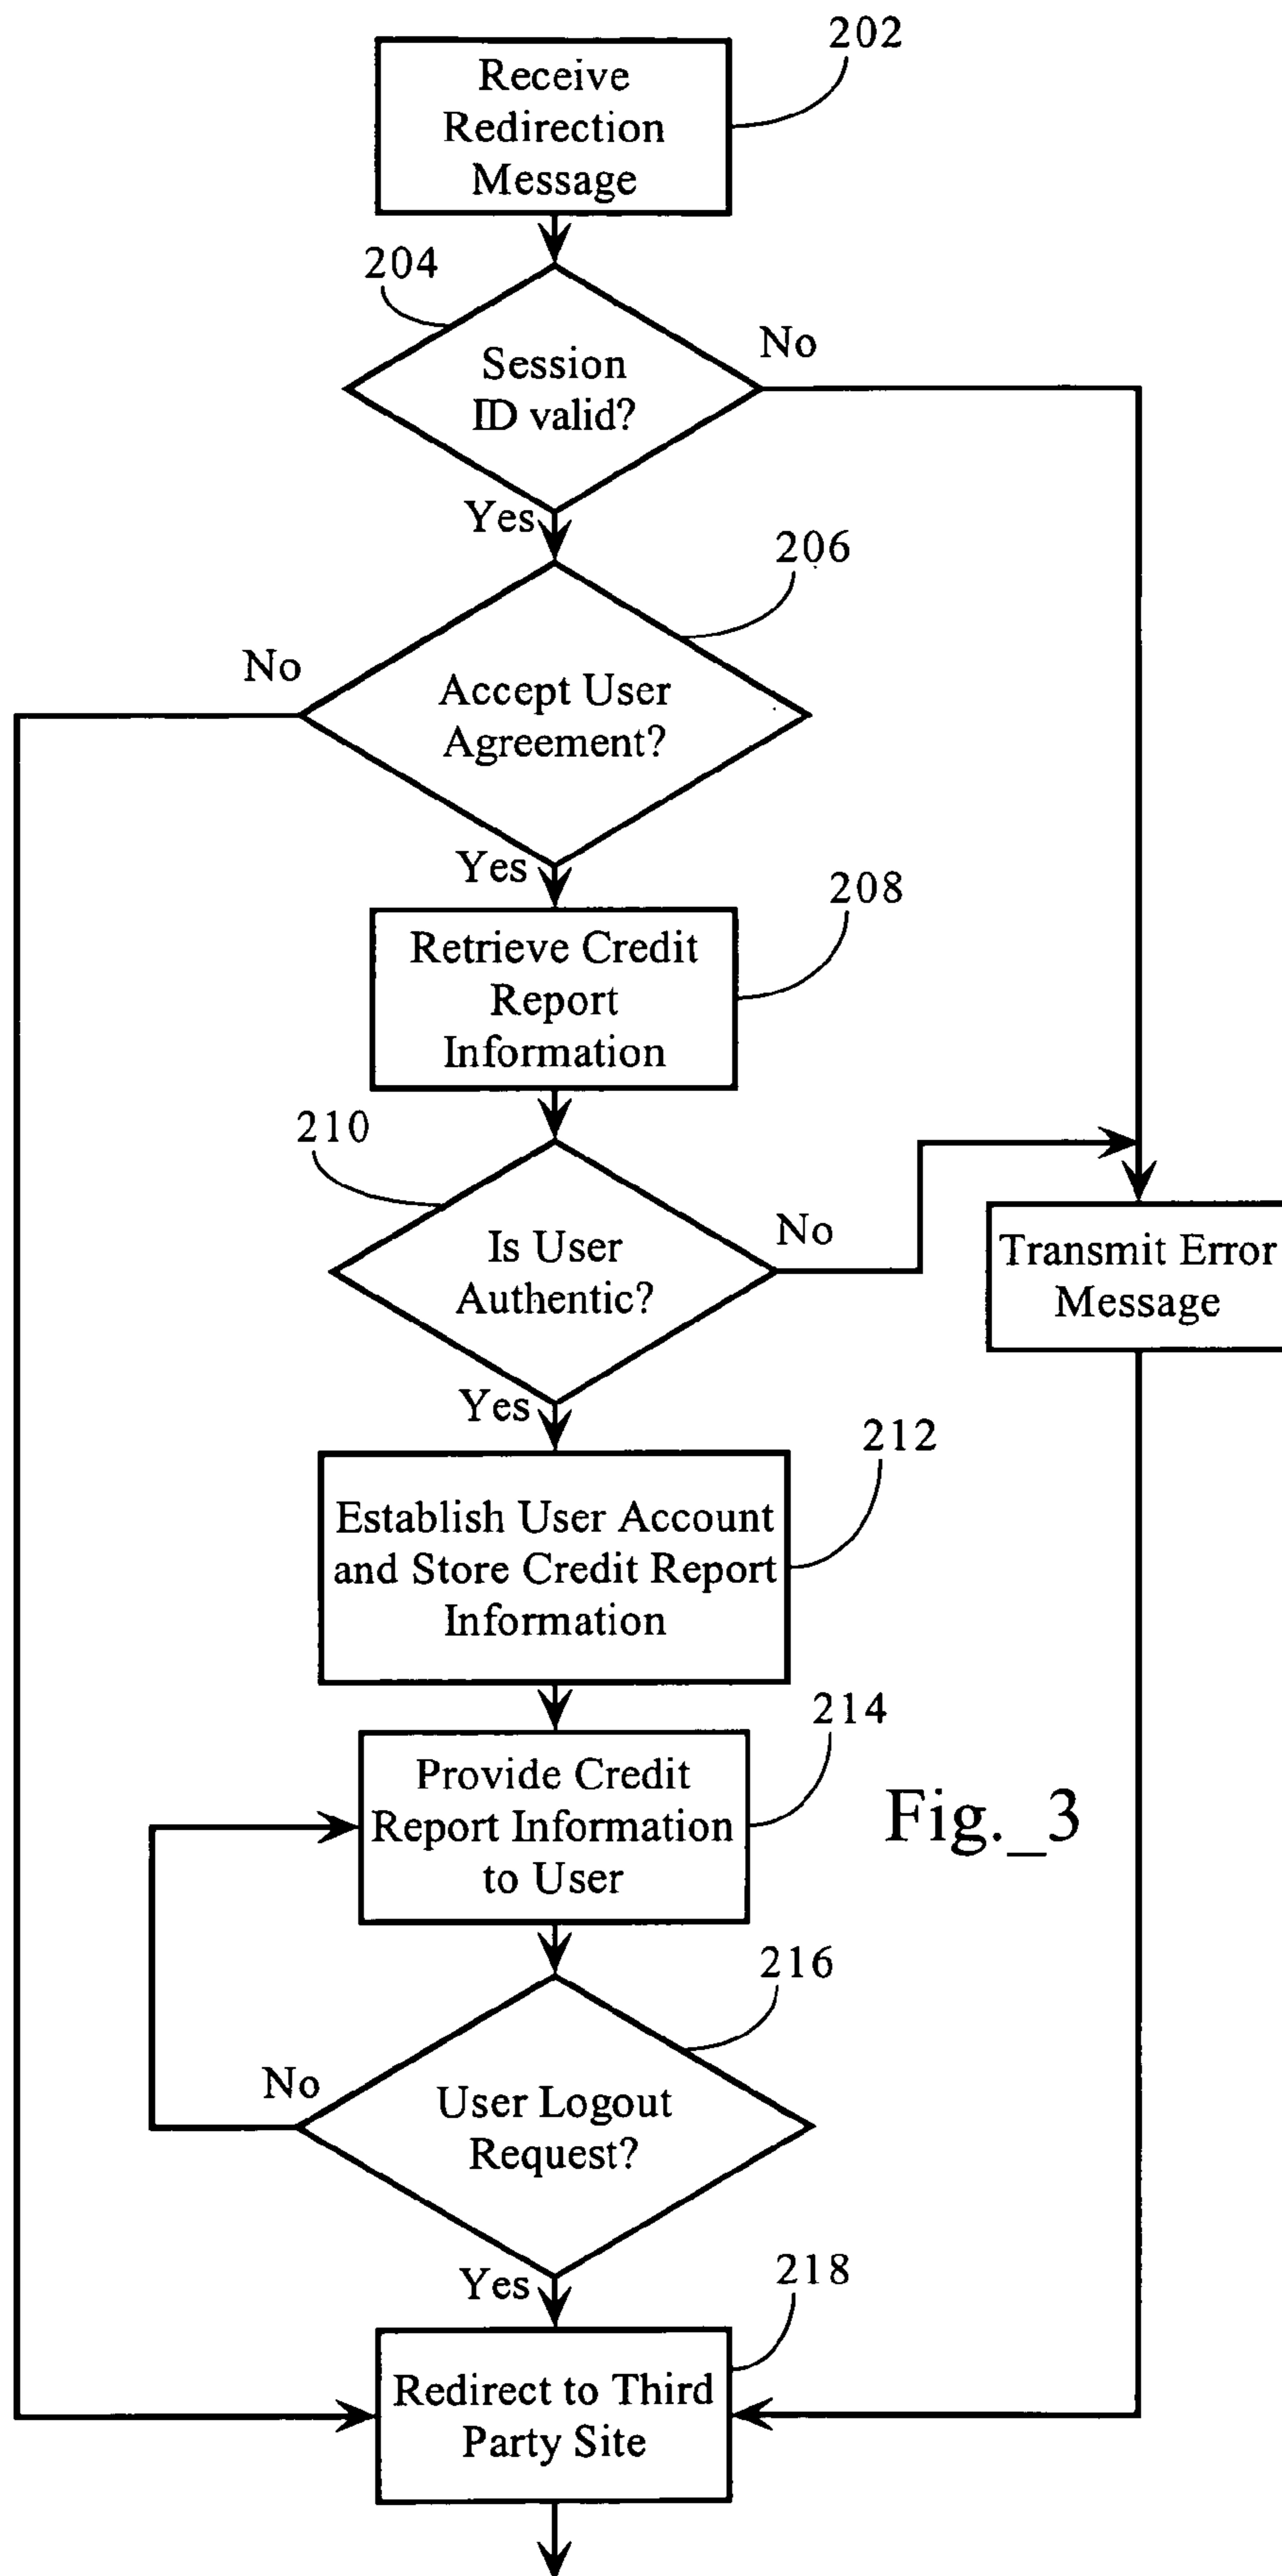 202
Receive
Redirection
Message
204
No
Session
ID valid?
Yes
206
No
Accept User
Agreement?
Yes
208
Retrieve Credit
Report
Information
210
No
Is User
Authentic?
Transmit Error
Message
Yes
212
Establish User Account
and Store Credit Report
Information
214
Provide Credit
Report Information
to User
Fig._3
216
No
User Logout
Request?
Yes
218
Redirect to Third
Party Site